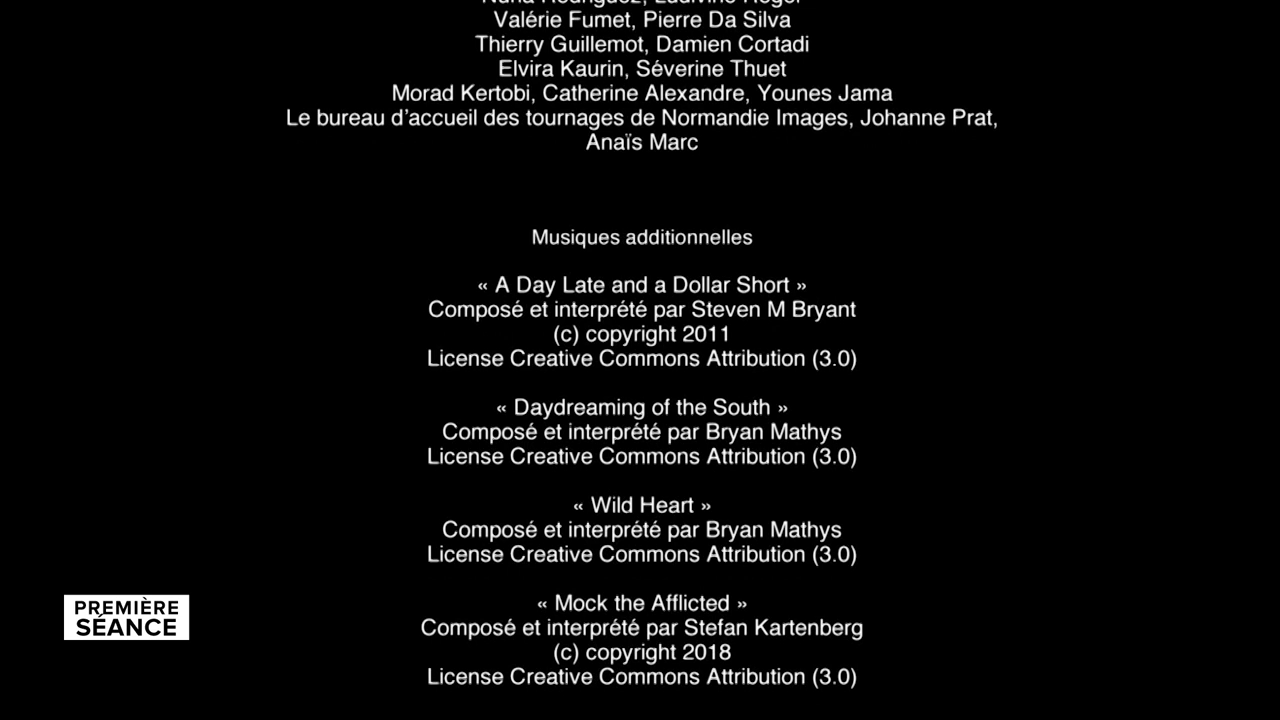 Valérie Fumet, Pierre Da Silva
Thierry Guillemot, Damien Cortadi
Elvira Kaurin, Séverine Thuet
Morad Kertobi, Catherine Alexandre, Younes Jama
Le bureau d’accueil des tournages de Normandie Images, Johanne Prat,
Anaïs Marc
Musiques additionnelles
« A Day Late and a Dollar Short »
Composé et interprété par Steven M Bryant
(c) copyright 2011
License Creative Commons Attribution (3.0)
« Daydreaming of the South »
Composé et interprété par Bryan Mathys
License Creative Commons Attribution (3.0)
« Wild Heart »
Composé et interprété par Bryan Mathys
License Creative Commons Attribution (3.0)
« Mock the Afflicted »
Composé et interprété par Stefan Kartenberg
(c) copyright 2018
License Creative Commons Attribution (3.0)
PREMIÈRE
SÉANCE